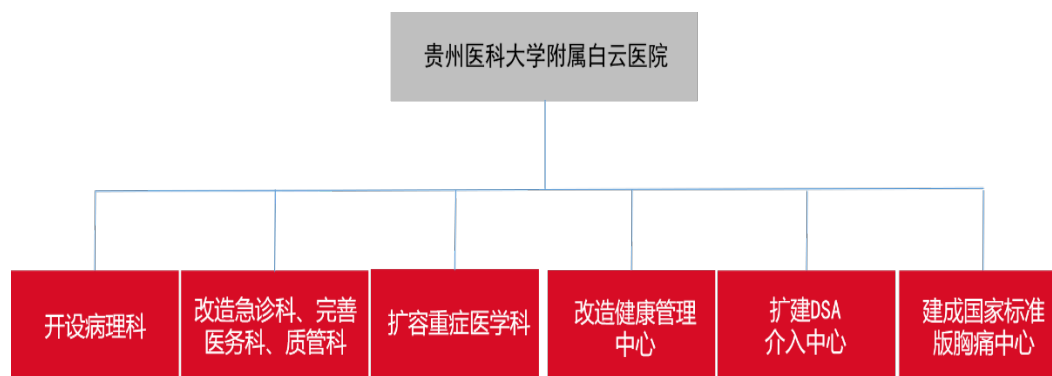 贵州医科大学附属白云医院
开设病理科
改造急诊科、完善
医务科、质管科
扩容重症医学科
改造健康管理
中心
扩建DSA
介入中心
建成国家标准
版胸痛中心